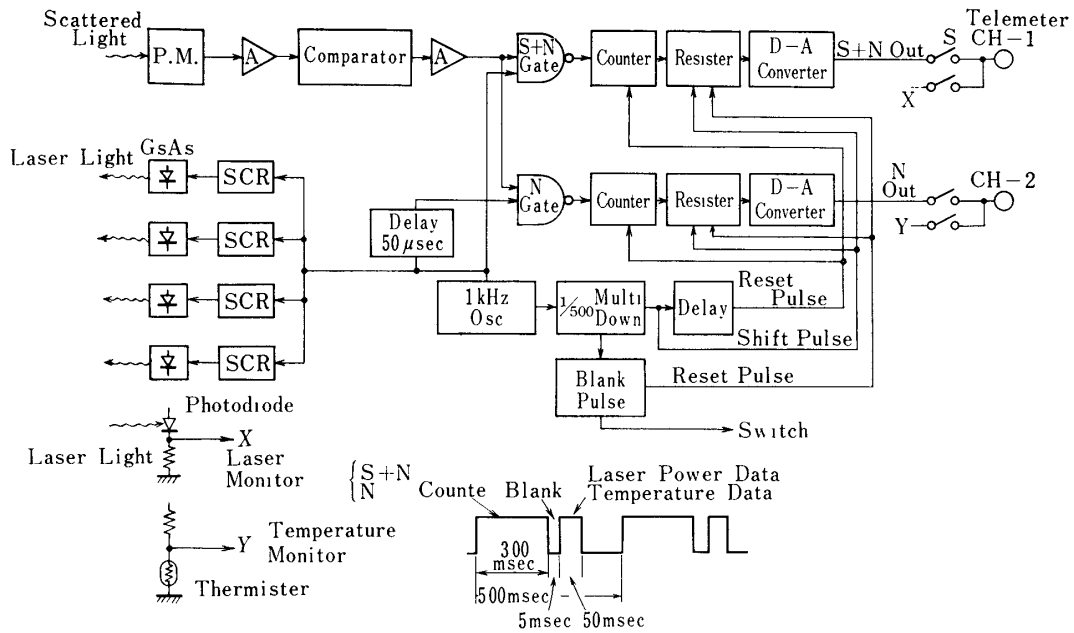 Scattered
Light
P.M.
A
Comparator
A
S+N
Gate
Counter
Resister
D-A
Converter
S+N Out
S
Telemeter
CH-1
X
Laser Light
GsAs
SCR
SCR
SCR
SCR
Delay
50μsec
N
Gate
Counter
Resister
D-A
Converter
N
Out
CH-2
Y
1kHz
Osc
1/500 Multi
Down
Delay
Reset
Pulse
Shift Pulse
Blank
Pulse
Reset Pulse
Switch
Photodiode
Laser Light
X
Laser
Monitor
Y
Temperature
Monitor
Thermister
{S+N
N
Counte
Blank
Laser Power Data
Temperature Data
300
msec
500msec
5msec
50msec